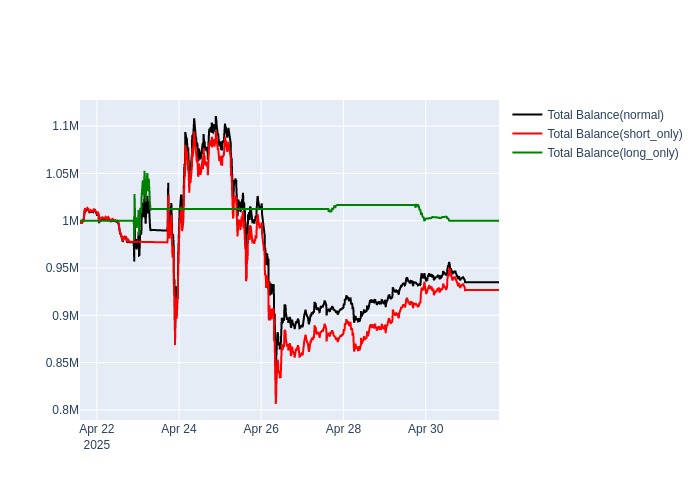 Total Balance(normal)
Total Balance(short_only)
Total Balance(long_only)
1.1M
1.05M
1M
0.95M
0.9M
0.85M
0.8M
Apr 22
2025
Apr 24
Apr 26
Apr 28
Apr 30